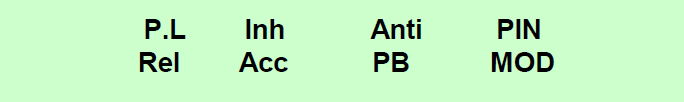 P.L Inh Anti PIN
Rel Acc PB MOD